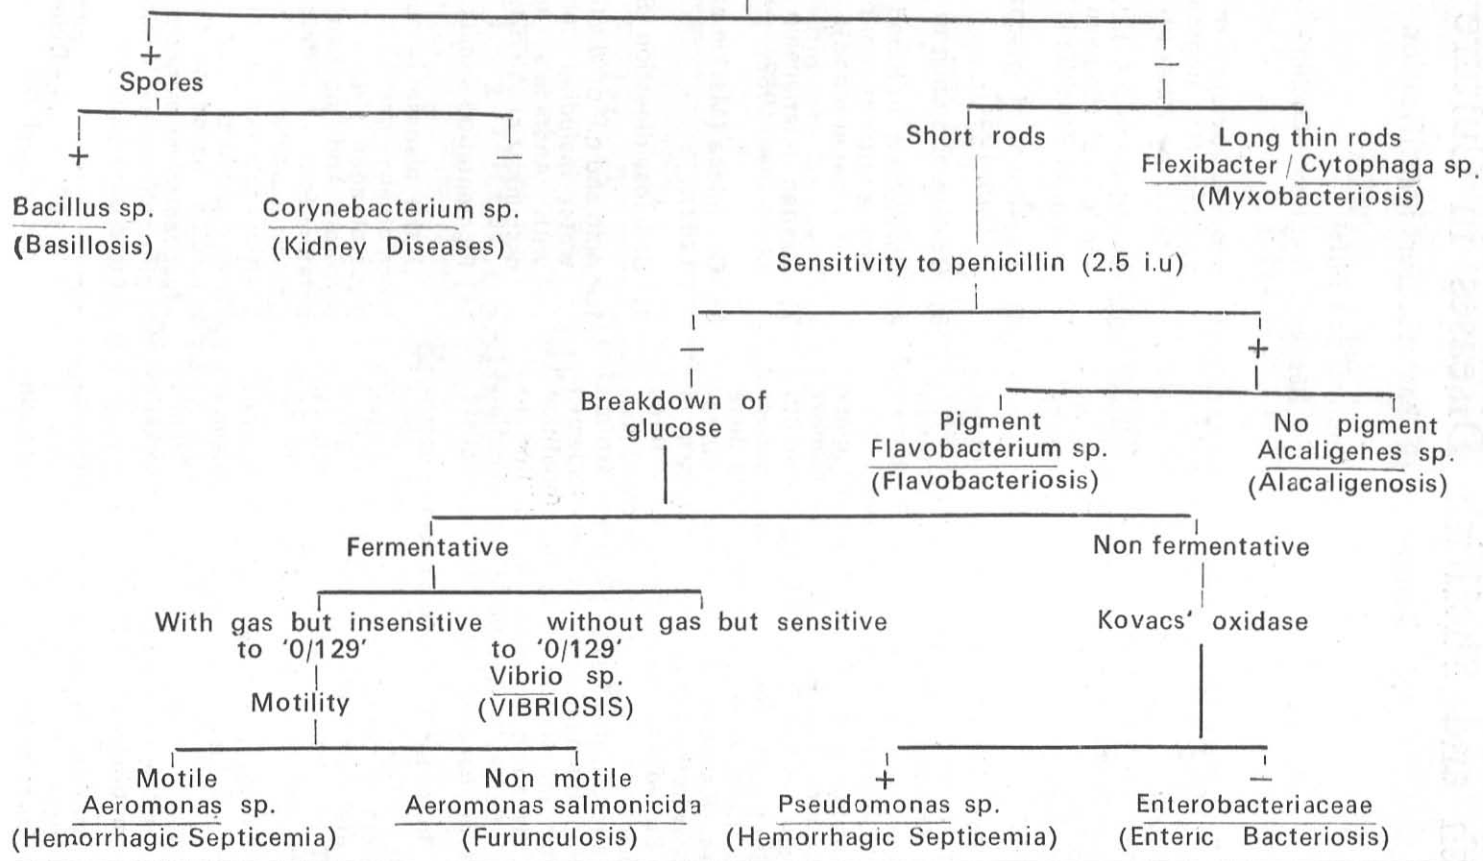 +
Spores
+
—
Bacillus sp.
(Basillosis)
Corynebacterium sp.
(Kidney Diseases)
—
Short rods
Long thin rods
Flexibacter / Cytophaga sp.
(Myxobacteriosis)
Sensitivity to penicillin (2.5 i.u)
—
+
Breakdown of
glucose
Pigment
Flavobacterium sp.
(Flavobacteriosis)
No pigment
Alcaligenes sp.
(Alacaligenosis)
Fermentative
Non fermentative
With gas but insensitive
to '0/129'
Motility
without gas but sensitive
to '0/129'
Vibrio sp.
(VIBRIOSIS)
Kovacs' oxidase
Motile
Aeromonas sp.
(Hemorrhagic Septicemia)
Non motile
Aeromonas salmonicida
(Furunculosis)
+
Pseudomonas sp.
(Hemorrhagic Septicemia)
—
Enterobacteriaceae
(Enteric Bacteriosis)